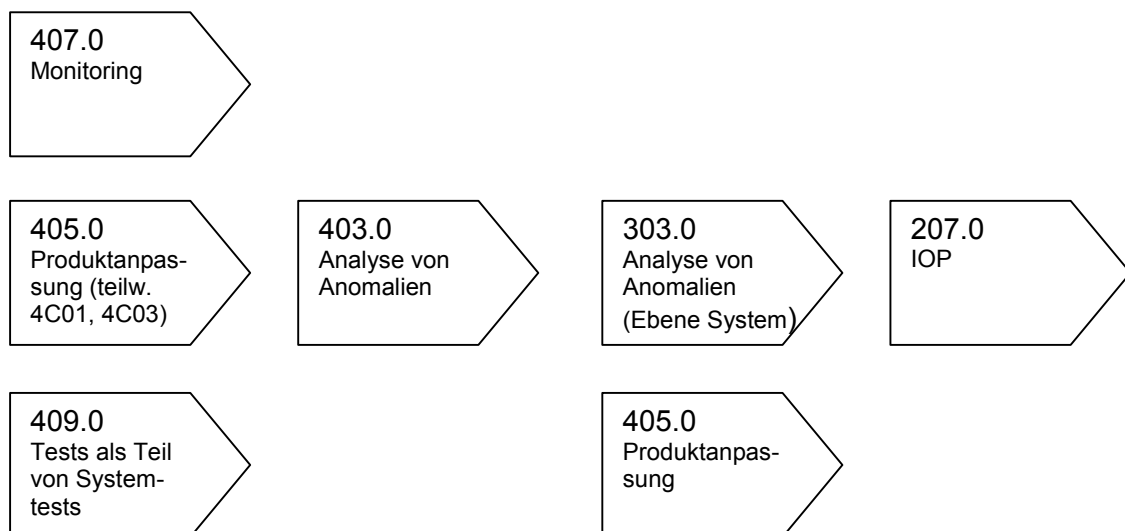 407.0
Monitoring
405.0
Produktanpas-
sung (teilw.
4C01, 4C03)
403.0
Analyse von
Anomalien
303.0
Analyse von
Anomalien
(Ebene System)
207.0
IOP
409.0
Tests als Teil
von System-
tests
405.0
Produktanpas-
sung